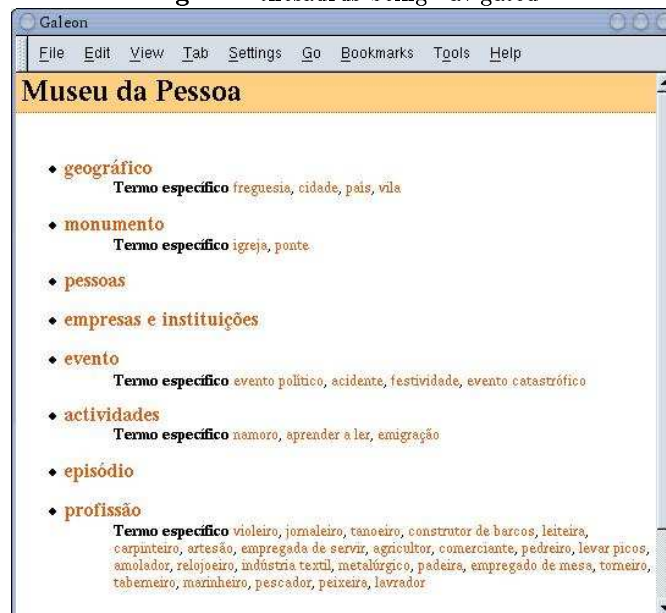 thesaurus being navigated
Galeon
File Edit View Tab Settings Go Bookmarks Tools Help
Museu da Pessoa
geográfico
Termo específico freguesia, cidade, país, vila
monumento
Termo específico igreja, ponte
pessoas
empresas e instituições
evento
Termo específico evento político, acidente, festividade, evento catastrófico
actividades
Termo específico namoro, aprender a ler, emigração
episódio
profissão
Termo específico violeiro, jornaleiro, tanoeiro, construtor de barcos, leiteira,
carpinteiro, artesão, empregada de servir, agricultor, comerciante, pedreiro, levar picos,
amolador, relojoeiro, indústria textil, metalúrgico, padeira, empregado de mesa, torneiro,
taberneiro, marinheiro, pescador, peixeira, lavrador